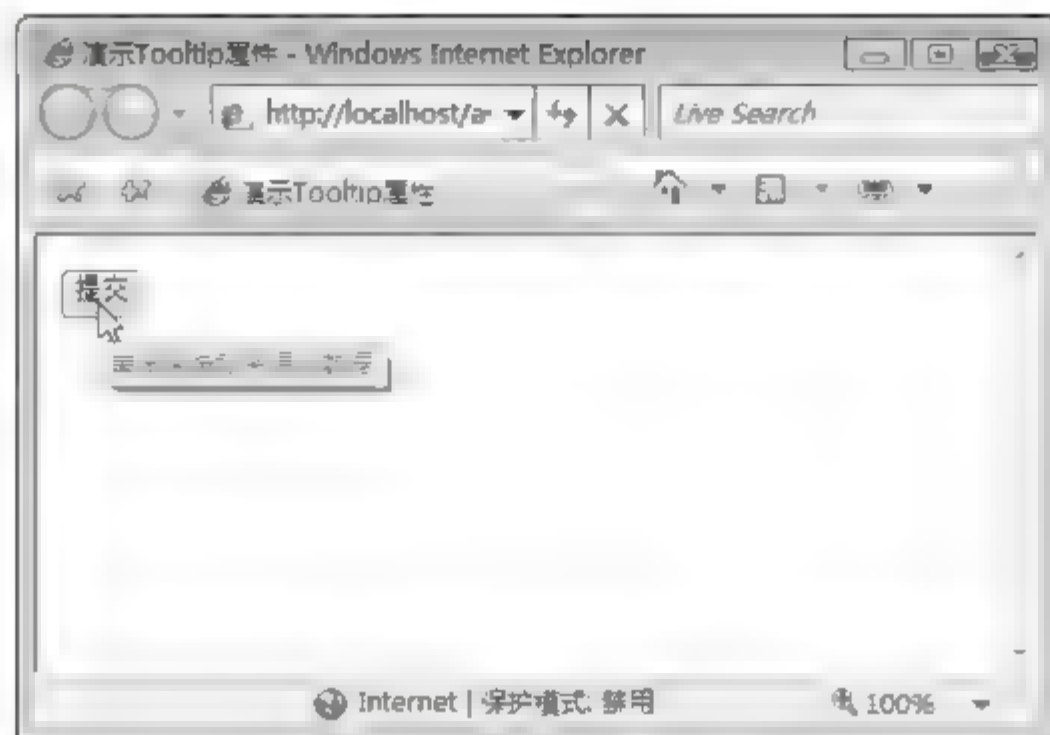 演示Tooltip属性 - Windows Internet Explorer
http://localhost/a
Live Search
演示Tooltip属性
提交
Internet | 保护模式: 禁用
100%